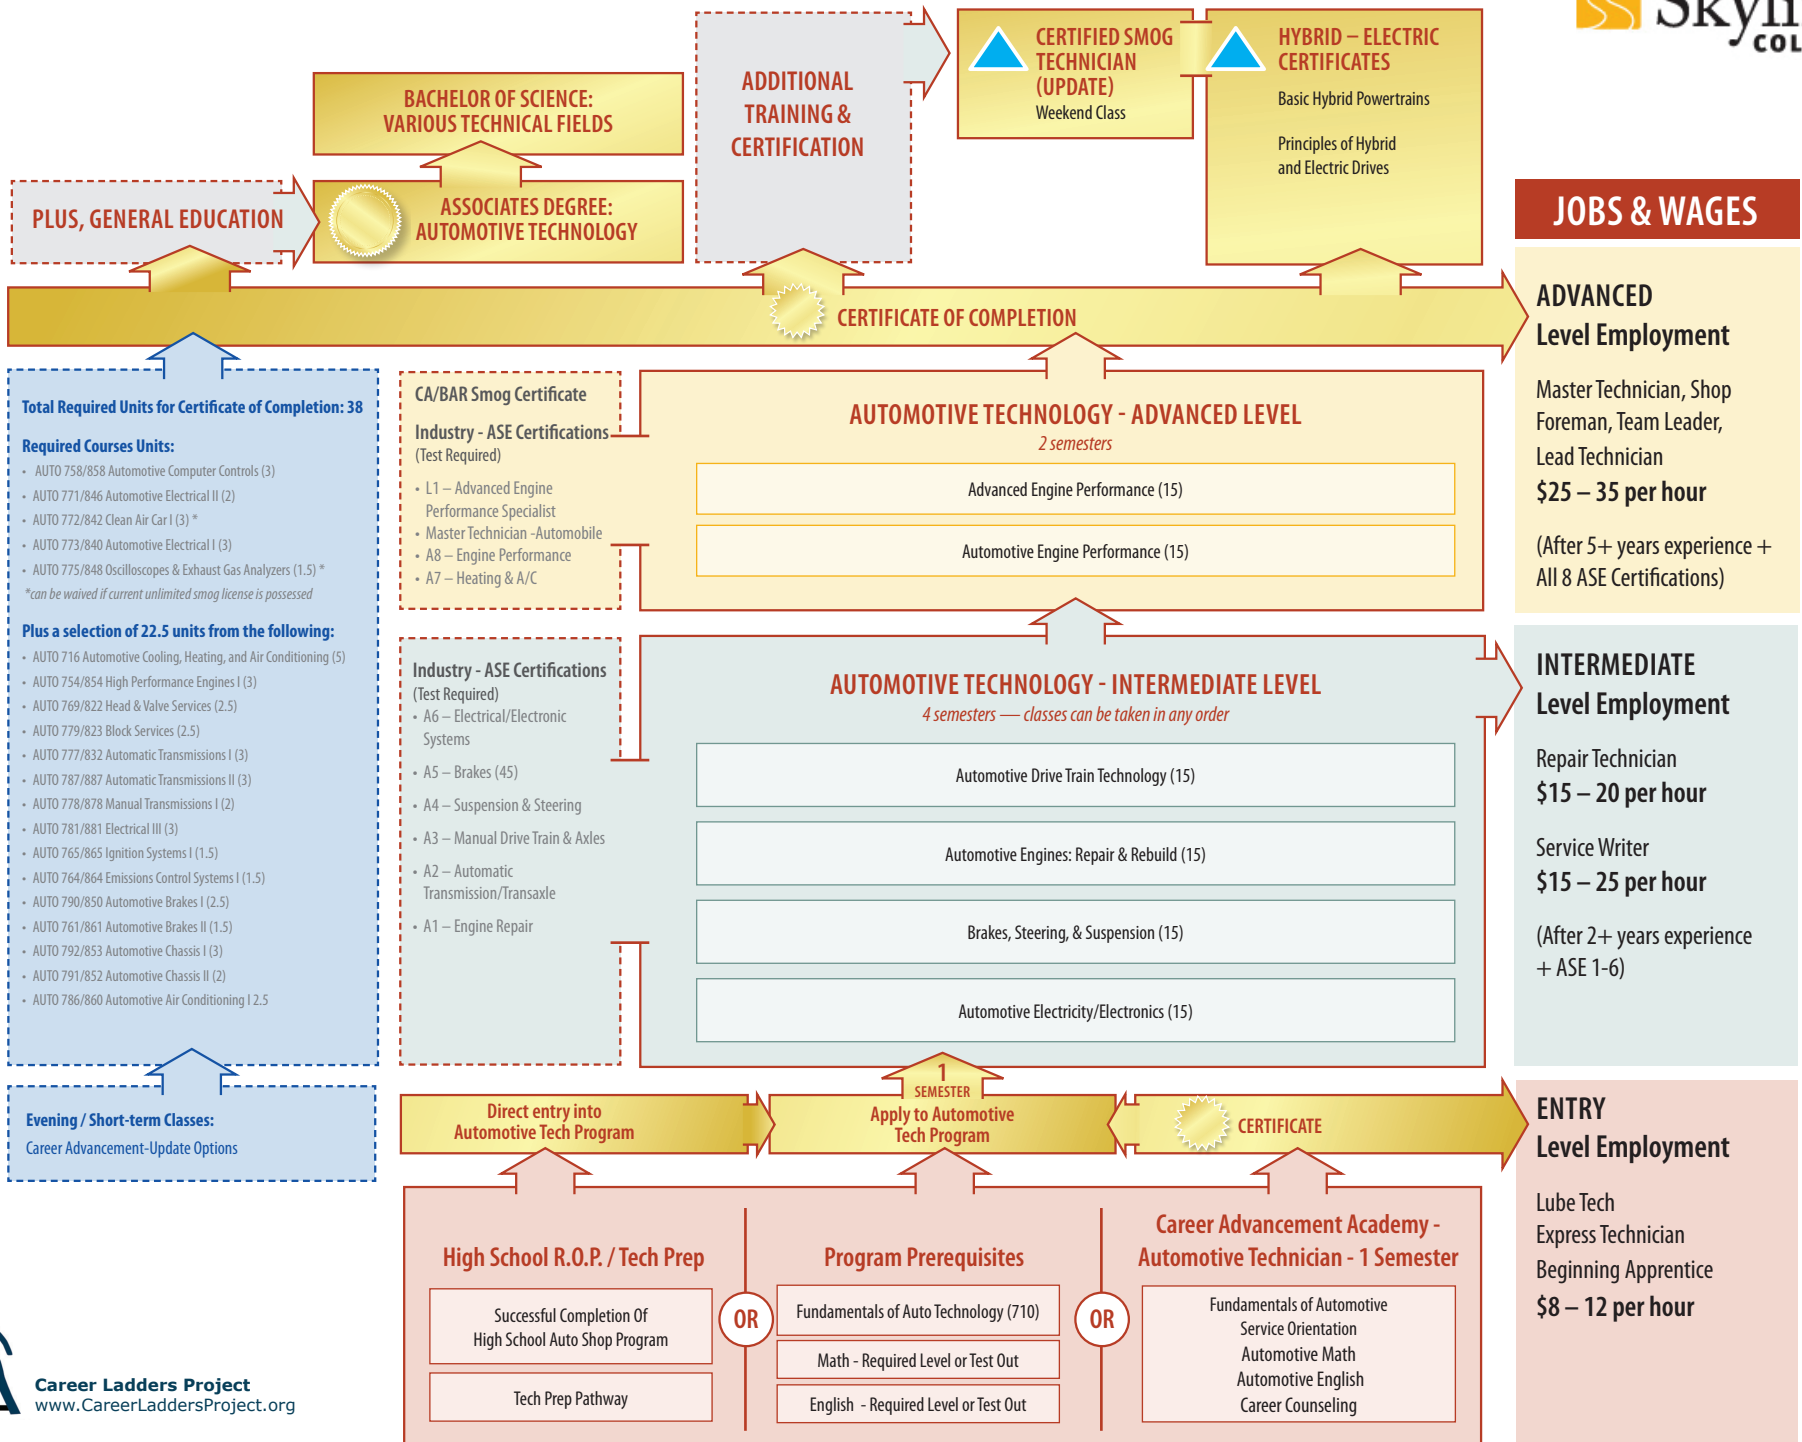 COL
CERTIFIED SMOG
TECHNICIAN
(UPDATE)
Weekend Class
HYBRID – ELECTRIC
CERTIFICATES
Basic Hybrid Powertrains
Principles of Hybrid
and Electric Drives
ADDITIONAL
TRAINING &
CERTIFICATION
BACHELOR OF SCIENCE:
VARIOUS TECHNICAL FIELDS
PLUS, GENERAL EDUCATION
ASSOCIATES DEGREE:
AUTOMOTIVE TECHNOLOGY
JOBS & WAGES
CERTIFICATE OF COMPLETION
ADVANCED
Level Employment
Master Technician, Shop
Foreman, Team Leader,
Lead Technician
$25 – 35 per hour
(After 5+ years experience +
All 8 ASE Certifications)
Total Required Units for Certificate of Completion: 38
Required Courses Units:
• AUTO 758/858 Automotive Computer Controls (3)
• AUTO 771/846 Automotive Electrical II (2)
• AUTO 772/842 Clean Air Car I (3) *
• AUTO 773/840 Automotive Electrical I (3)
• AUTO 775/848 Oscilloscopes & Exhaust Gas Analyzers (1.5) *
*can be waived if current unlimited smog license is possessed
Plus a selection of 22.5 units from the following:
• AUTO 716 Automotive Cooling, Heating, and Air Conditioning (5)
• AUTO 754/854 High Performance Engines I (3)
• AUTO 769/822 Head & Valve Services (2.5)
• AUTO 779/823 Block Services (2.5)
• AUTO 777/832 Automatic Transmissions I (3)
• AUTO 787/887 Automatic Transmissions II (3)
• AUTO 778/878 Manual Transmissions I (2)
• AUTO 781/881 Electrical III (3)
• AUTO 765/865 Ignition Systems I (1.5)
• AUTO 764/864 Emissions Control Systems I (1.5)
• AUTO 790/850 Automotive Brakes I (2.5)
• AUTO 761/861 Automotive Brakes II (1.5)
• AUTO 792/853 Automotive Chassis I (3)
• AUTO 791/852 Automotive Chassis II (2)
• AUTO 786/860 Automotive Air Conditioning I 2.5
Evening / Short-term Classes:
Career Advancement-Update Options
CA/BAR Smog Certificate
Industry - ASE Certifications
(Test Required)
• L1 – Advanced Engine
Performance Specialist
• Master Technician -Automobile
• A8 – Engine Performance
• A7 – Heating & A/C
AUTOMOTIVE TECHNOLOGY - ADVANCED LEVEL
2 semesters
Advanced Engine Performance (15)
Automotive Engine Performance (15)
Industry - ASE Certifications
(Test Required)
• A6 – Electrical/Electronic
Systems
• A5 – Brakes (45)
• A4 – Suspension & Steering
• A3 – Manual Drive Train & Axles
• A2 – Automatic
Transmission/Transaxle
• A1 – Engine Repair
AUTOMOTIVE TECHNOLOGY - INTERMEDIATE LEVEL
4 semesters — classes can be taken in any order
Automotive Drive Train Technology (15)
Automotive Engines: Repair & Rebuild (15)
Brakes, Steering, & Suspension (15)
Automotive Electricity/Electronics (15)
INTERMEDIATE
Level Employment
Repair Technician
$15 – 20 per hour
Service Writer
$15 – 25 per hour
(After 2+ years experience
+ ASE 1-6)
1
SEMESTER
Direct entry into
Automotive Tech Program
Apply to Automotive
Tech Program
CERTIFICATE
ENTRY
Level Employment
Lube Tech
Express Technician
Beginning Apprentice
$8 – 12 per hour
High School R.O.P. / Tech Prep
Successful Completion Of
High School Auto Shop Program
Tech Prep Pathway
OR
Program Prerequisites
Fundamentals of Auto Technology (710)
Math - Required Level or Test Out
English - Required Level or Test Out
OR
Career Advancement Academy -
Automotive Technician - 1 Semester
Fundamentals of Automotive
Service Orientation
Automotive Math
Automotive English
Career Counseling
Career Ladders Project
www.CareerLaddersProject.org